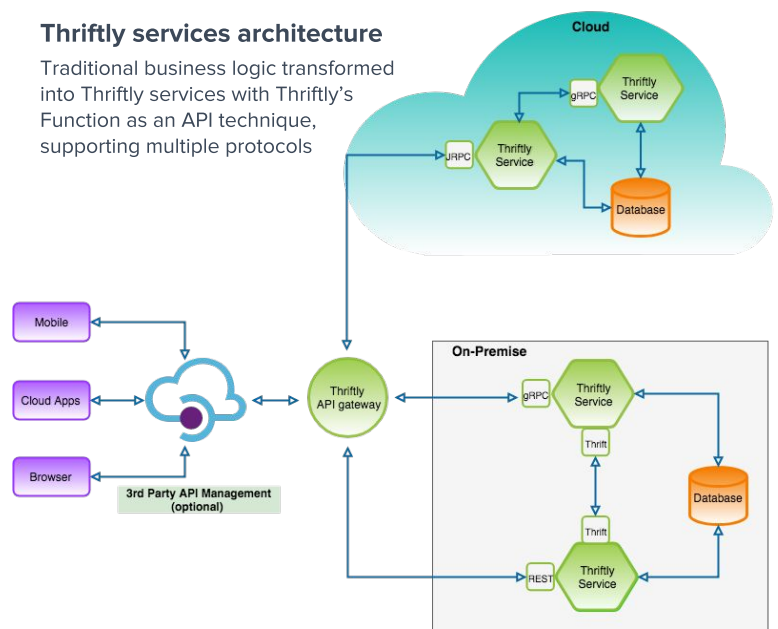 Thriftly services architecture
Traditional business logic transformed
into Thriftly services with Thriftly's
Function as an API technique,
supporting multiple protocols
Cloud
gRPC
Thriftly
Service
JRPC
Thriftly
Service
Database
Mobile
Cloud Apps
Browser
3rd Party API Management
(optional)
Thriftly
API gateway
On-Premise
gRPC
Thriftly
Service
Thrift
Database
Thrift
REST
Thriftly
Service